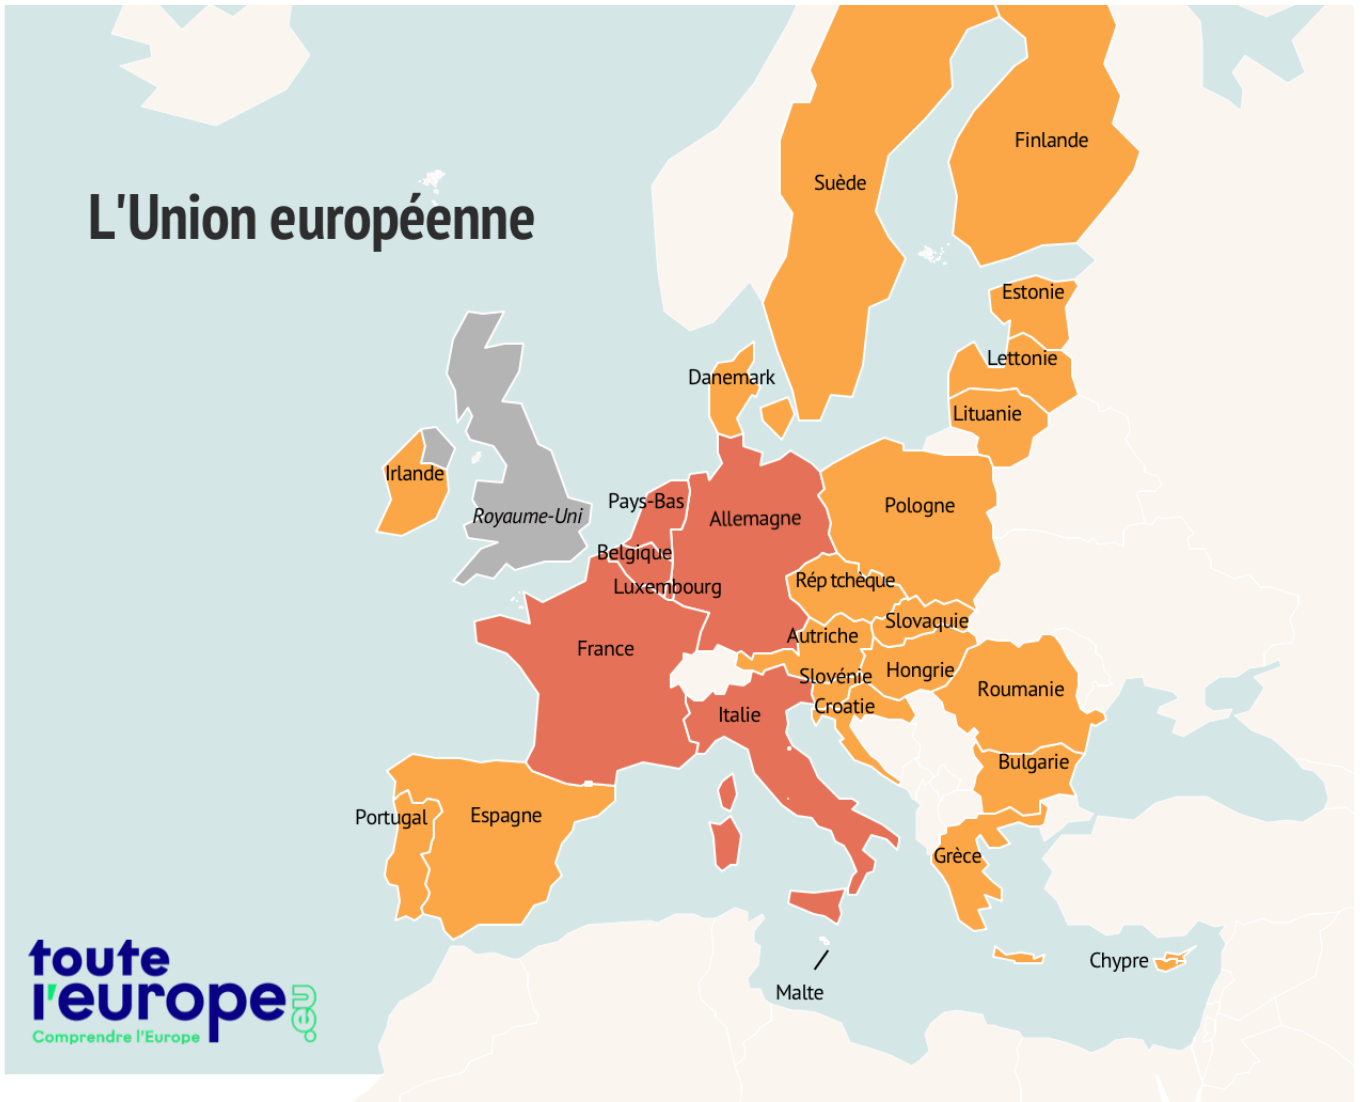 Finlande
Suède
L'Union européenne
Estonie
Lettonie
Danemark
Lituanie
Irlande
Pays-Bas
Pologne
Royaume-Uni
Allemagne
Belgique
Rép tchèque
Luxembourg
Slovaquie
Autriche
France
Hongrie
Slovénie
Roumanie
Croatie
Italie
Bulgarie
Espagne
Portugal
Grèce
toute
l'europe.eu
Comprendre l'Europe
Chypre
Malte